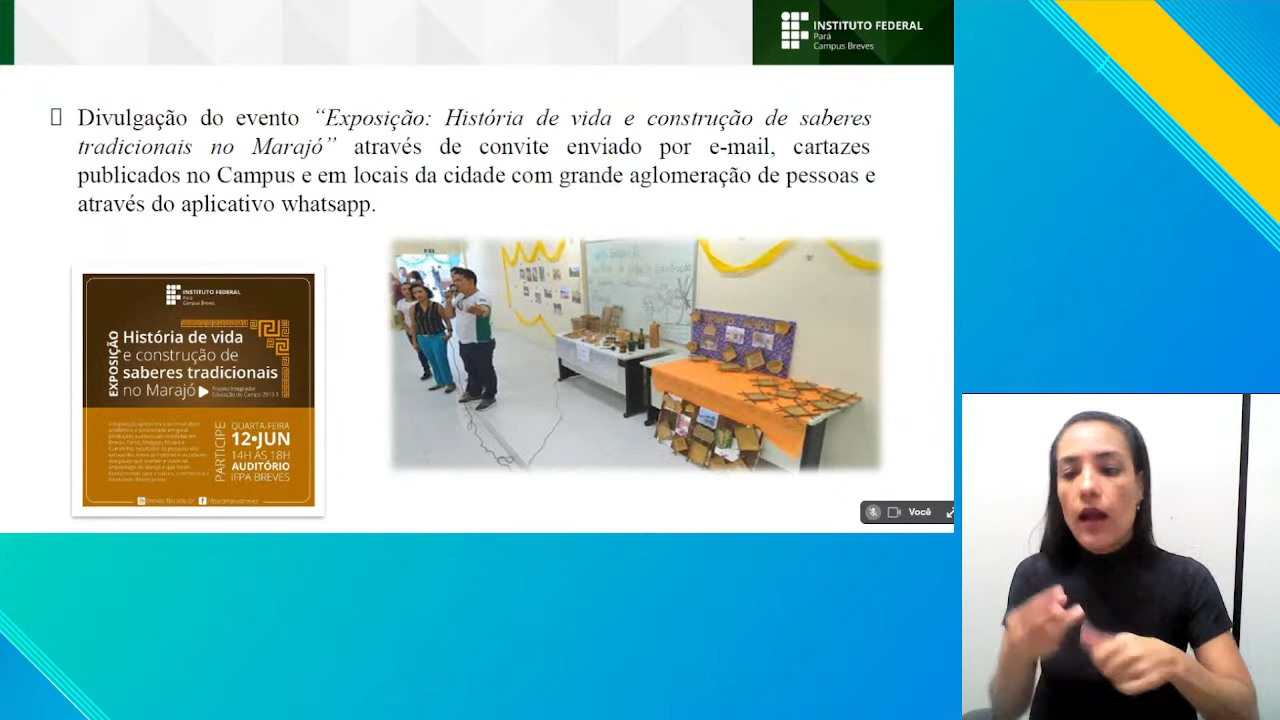 INSTITUTO FEDERAL
Pará
Campus Breves
Divulgação do evento “Exposição: História de vida e construção de saberes
tradicionais no Marajó” através de convite enviado por e-mail, cartazes
publicados no Campus e em locais da cidade com grande aglomeração de pessoas e
através do aplicativo whatsapp.
INSTITUTO FEDERAL
Pará
Campus Breves
EXPOSIÇÃO
História de vida
e construção de
saberes tradicionais
no Marajó
Projeto Integrador
PARTICIPE
QUARTA-FEIRA
12•JUN
14H ÀS 18H
AUDITÓRIO
IFPA BREVES
Você